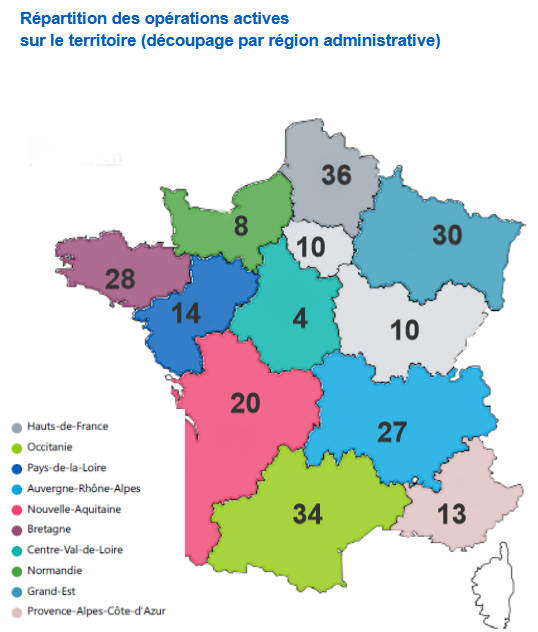 Répartition des opérations actives
sur le territoire (découpage par région administrative)
36
8
10
30
28
14
4
10
20
27
34
13
Hauts-de-France
Occitanie
Pays-de-la-Loire
Auvergne-Rhône-Alpes
Nouvelle-Aquitaine
Bretagne
Centre-Val-de-Loire
Normandie
Grand-Est
Provence-Alpes-Côte-d'Azur